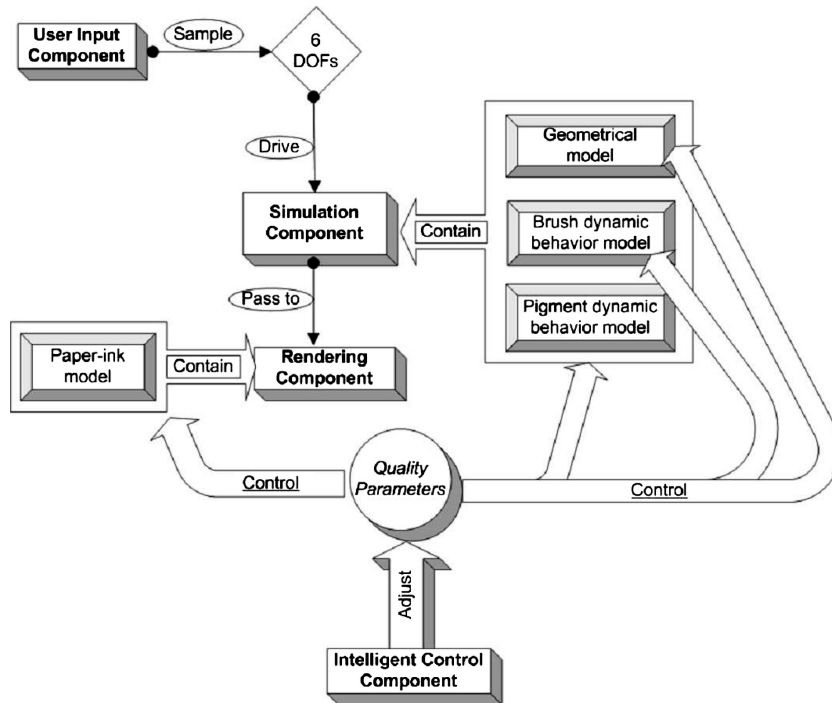 User Input
Component
Sample
6
DOFs
Drive
Geometrical
model
Simulation
Component
Contain
Brush dynamic
behavior model
Pass to
Pigment dynamic
behavior model
Paper-ink
model
Contain
Rendering
Component
Control
Quality
Parameters
Control
Adjust
Intelligent Control
Component